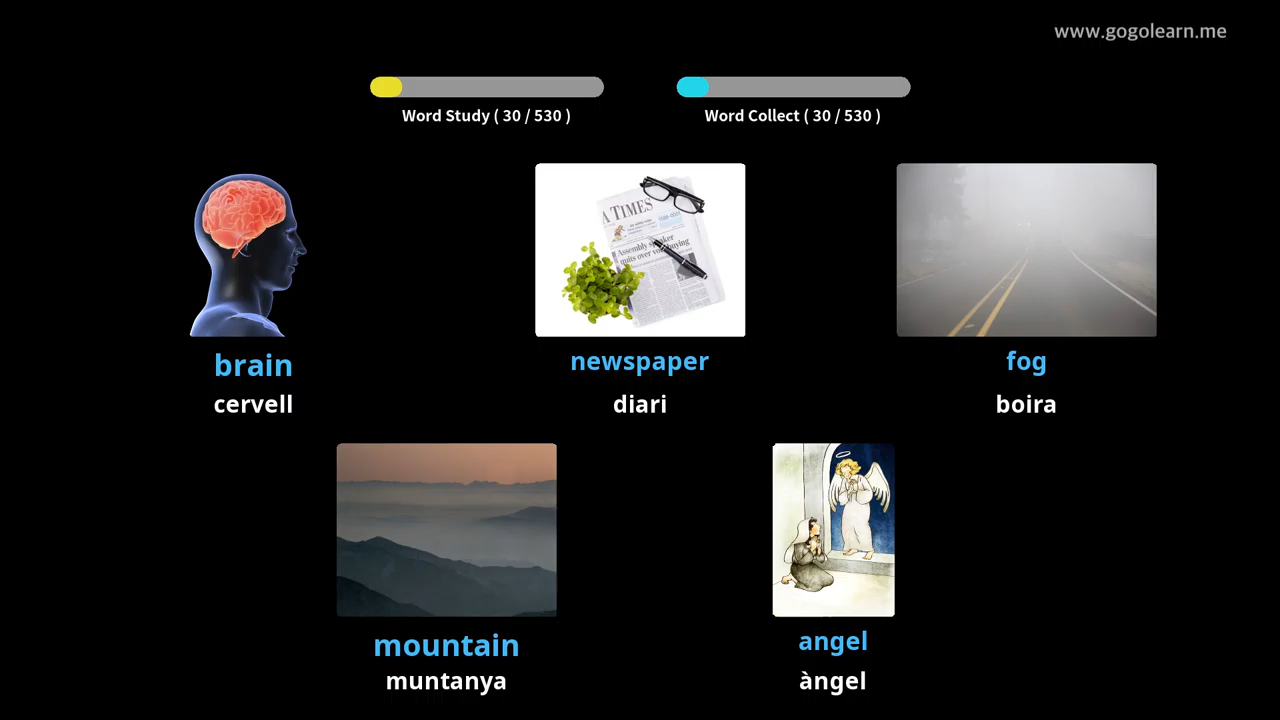 www.gogolearn.me
Word Study ( 30 / 530 )
Word Collect ( 30 / 530 )
A TIMES
brain
newspaper
fog
cervell
diari
boira
mountain
angel
muntanya
àngel